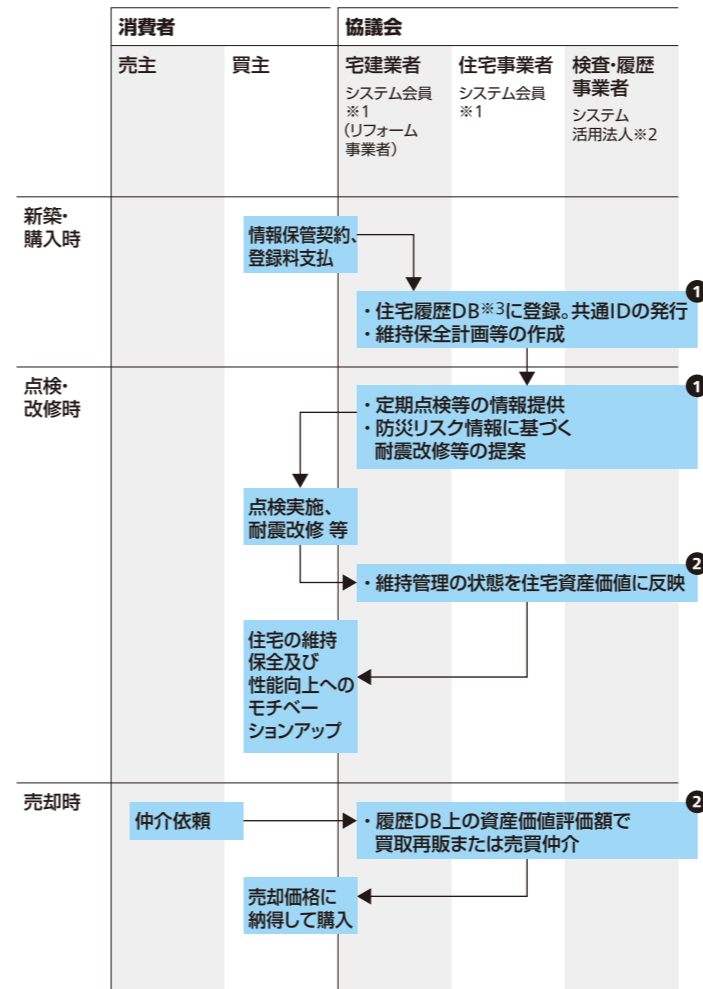 消費者
協議会
売主
買主
宅建業者
システム会員
※1
(リフォーム
事業者)
住宅事業者
システム会員
※1
検査・履歴
事業者
システム
活用法人※2
新築・
購入時
情報保管契約、
登録料支払
❶
・住宅履歴DB※3に登録。共通IDの発行
・維持保全計画等の作成
点検・
改修時
❶
・定期点検等の情報提供
・防災リスク情報に基づく
耐震改修等の提案
点検実施、
耐震改修 等
❷
・維持管理の状態を住宅資産価値に反映
住宅の維持
保全及び
性能向上への
モチベー
ションアップ
売却時
仲介依頼
❷
・履歴DB上の資産価値評価額で
買取再販または売買仲介
売却価格に
納得して購入